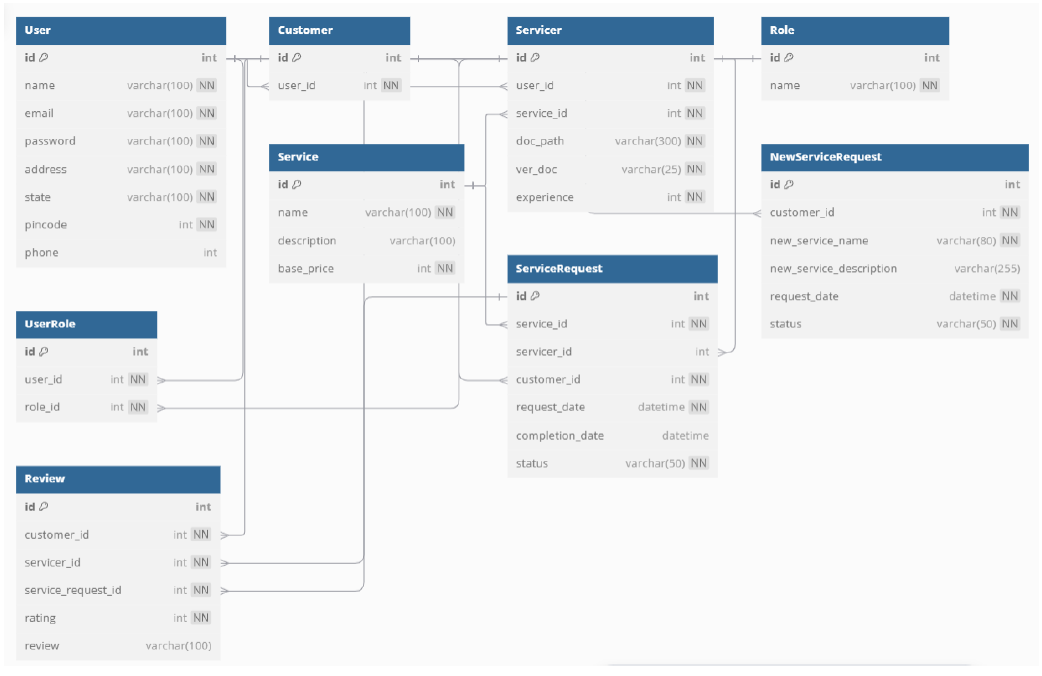 User
id int
name varchar(100) NN
email varchar(100) NN
password varchar(100) NN
address varchar(100) NN
state varchar(100) NN
pincode int NN
phone int
Customer
id int
user_id int NN
Servicer
id int
user_id int NN
service_id int NN
doc_path varchar(300) NN
ver_doc varchar(25) NN
experience int NN
Role
id int
name varchar(100) NN
Service
id int
name varchar(100) NN
description varchar(100)
base_price int NN
NewServiceRequest
id int
customer_id int NN
new_service_name varchar(80) NN
new_service_description varchar(255)
request_date datetime NN
status varchar(50) NN
ServiceRequest
id int
service_id int NN
servicer_id int
customer_id int NN
request_date datetime NN
completion_date datetime
status varchar(50) NN
UserRole
id int
user_id int NN
role_id int NN
Review
id int
customer_id int NN
servicer_id int NN
service_request_id int NN
rating int NN
review varchar(100)